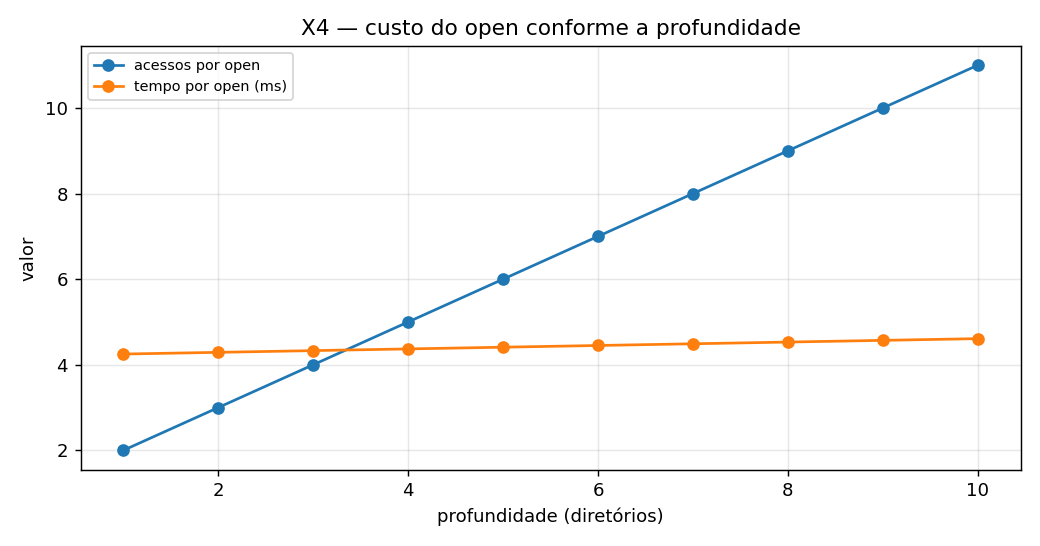 X4 — custo do open conforme a profundidade
acessos por open
tempo por open (ms)
valor
10
8
6
4
2
2 4 6 8 10
profundidade (diretórios)